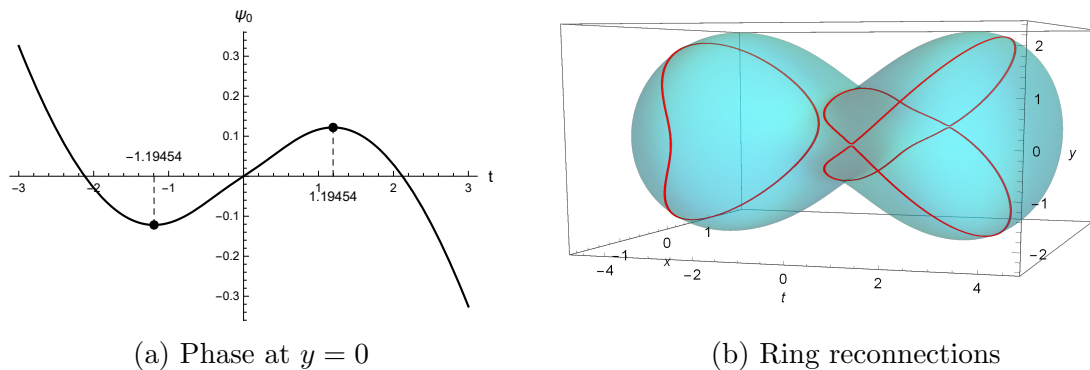 ψ₀
0.3
0.2
0.1
-0.1
-0.2
-0.3
-3 -2 -1 1 2 3 t
-1.19454
1.19454
2
1
0
-1
-2
y
-1 0 1
x
-4 -2 0 2 4
t
(a) Phase at y = 0
(b) Ring reconnections